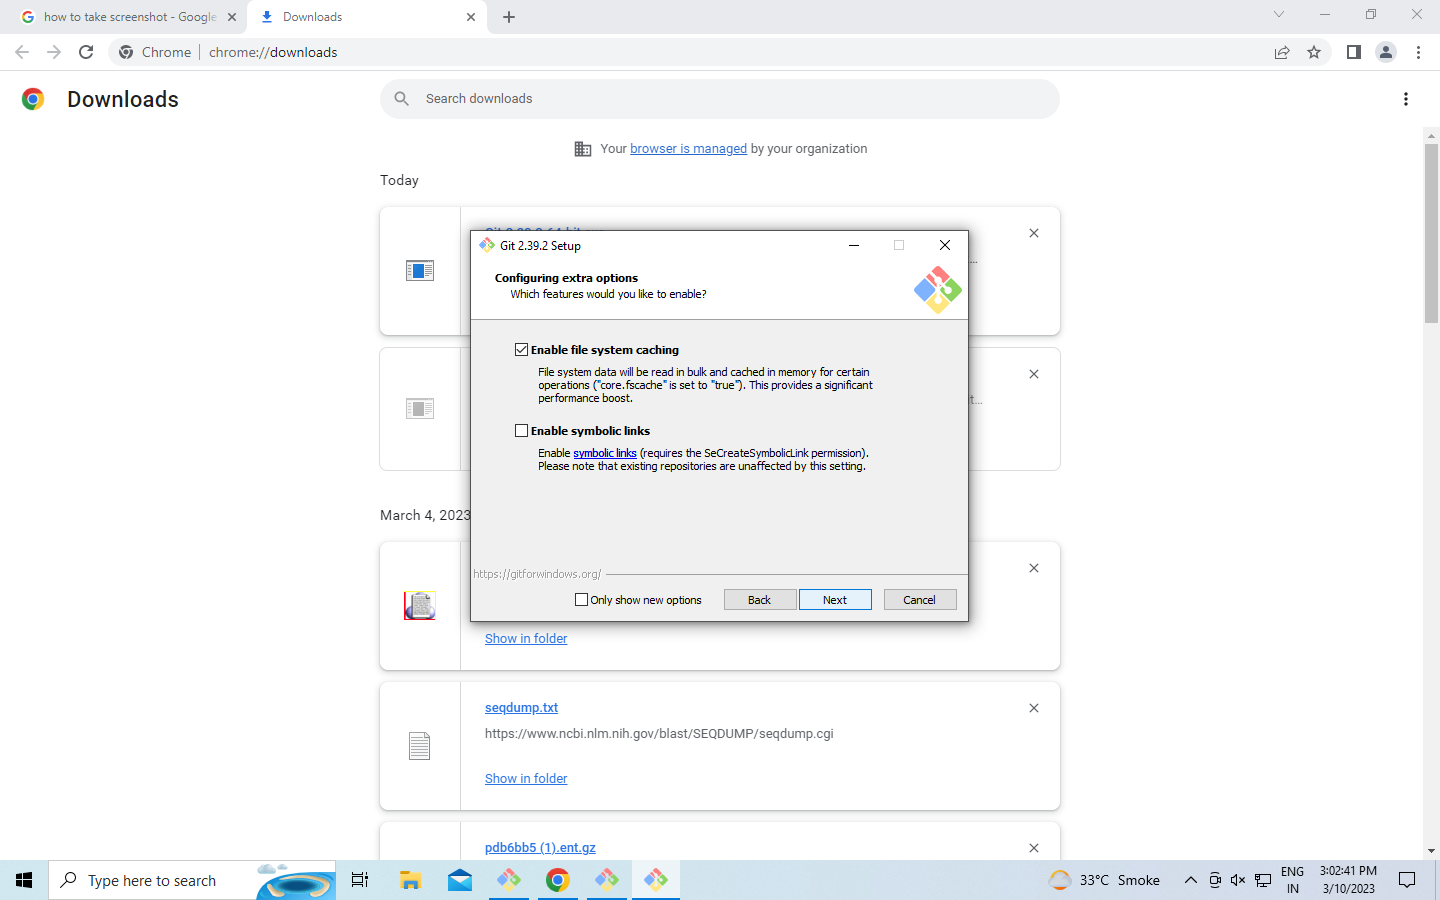 how to take screenshot - Google
Downloads
Chrome
chrome://downloads
Downloads
Search downloads
Your browser is managed by your organization
Today
Git 2.39.2 Setup
Configuring extra options
Which features would you like to enable?
Enable file system caching
File system data will be read in bulk and cached in memory for certain
operations ("core.fscache" is set to "true"). This provides a significant
performance boost.
Enable symbolic links
Enable symbolic links (requires the SeCreateSymbolicLink permission).
Please note that existing repositories are unaffected by this setting.
https://gitforwindows.org/
Only show new options
Back
Next
Cancel
t...
March 4, 2023
Show in folder
seqdump.txt
https://www.ncbi.nlm.nih.gov/blast/SEQDUMP/seqdump.cgi
Show in folder
pdb6bb5 (1).ent.gz
Type here to search
33°C Smoke
ENG
IN
3:02:41 PM
3/10/2023